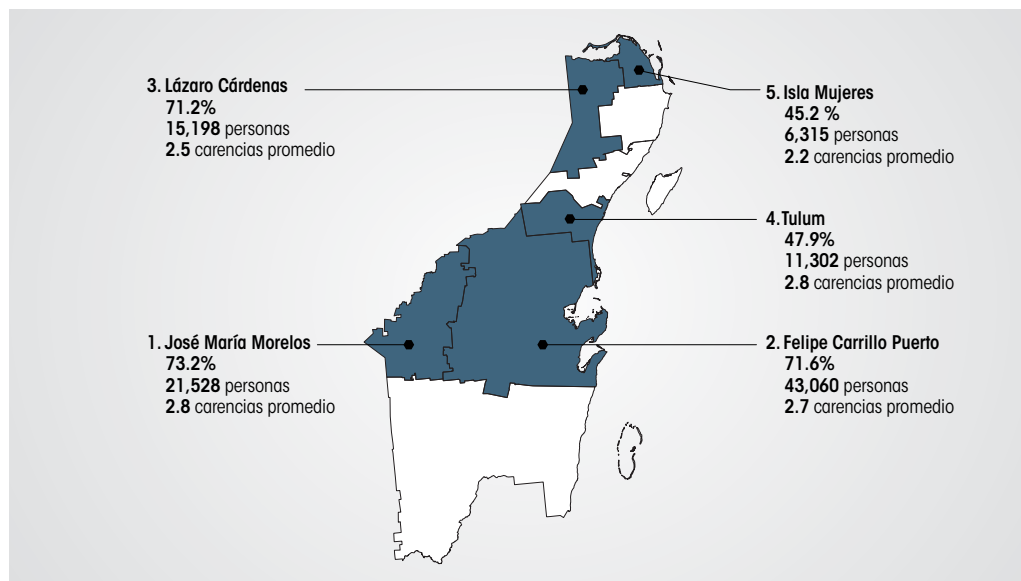 3. Lázaro Cárdenas
71.2%
15,198 personas
2.5 carencias promedio
5. Isla Mujeres
45.2 %
6,315 personas
2.2 carencias promedio
4. Tulum
47.9%
11,302 personas
2.8 carencias promedio
1. José María Morelos
73.2%
21,528 personas
2.8 carencias promedio
2. Felipe Carrillo Puerto
71.6%
43,060 personas
2.7 carencias promedio